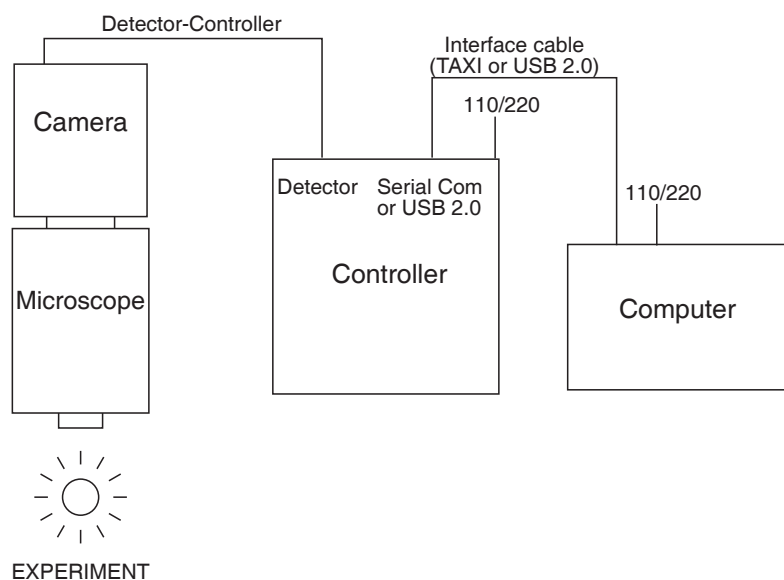 Detector-Controller
Interface cable
(TAXI or USB 2.0)
110/220
Camera
Detector
Serial Com
or USB 2.0
110/220
Controller
Microscope
Computer
EXPERIMENT